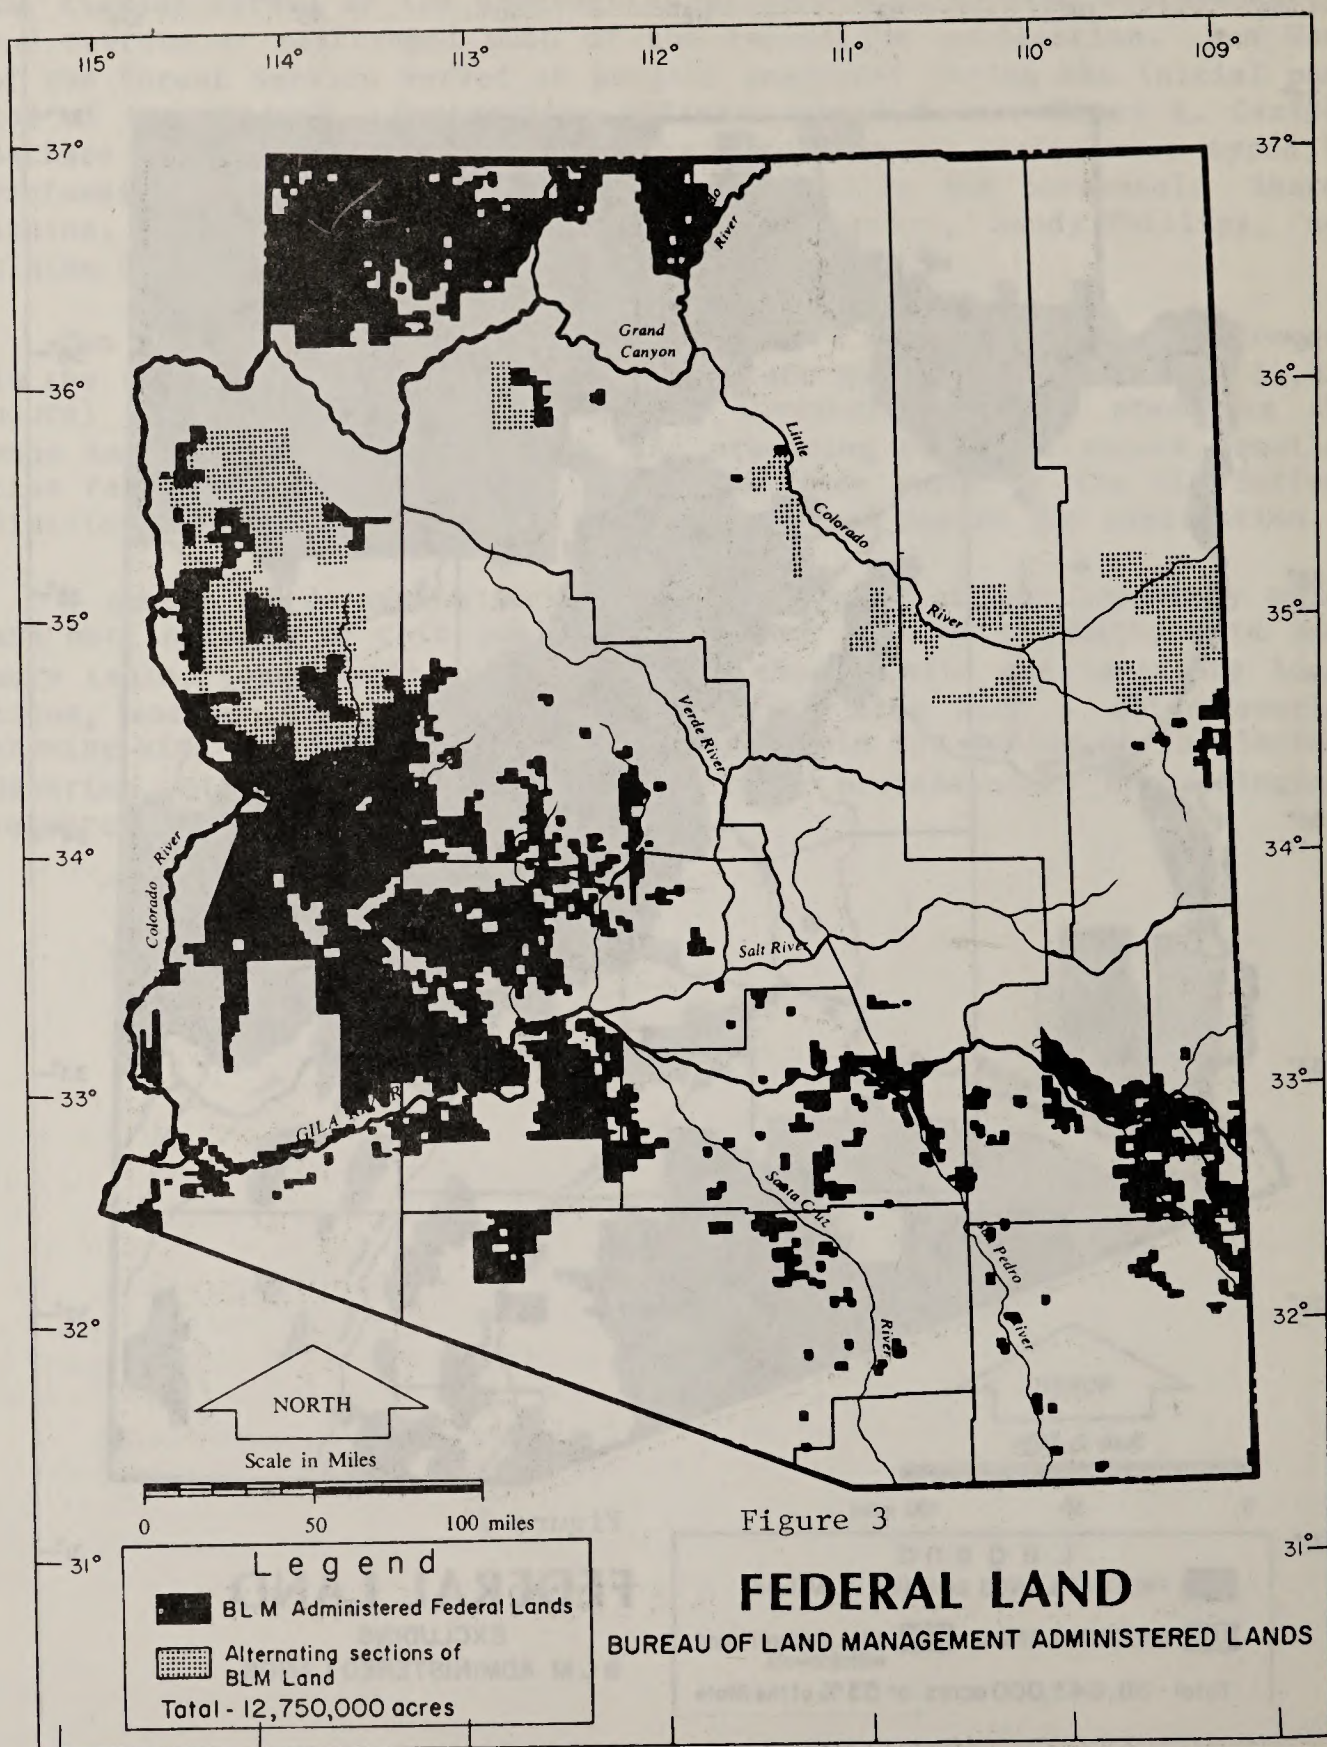 115° 114° 113° 112° 111° 110° 109°
37° 37°
River
Grand
Canyon
36° 36°
Little
Colorado
35° River 35°
Verde River
Colorado River
34° 34°
Salt River
33° 33°
GILA RIVER
Santa Cruz
San Pedro
River
River
32° 32°
NORTH
Scale in Miles
0 50 100 miles
Figure 3
31° 31°
Legend
BLM Administered Federal Lands
Alternating sections of
BLM Land
Total - 12,750,000 acres
FEDERAL LAND
BUREAU OF LAND MANAGEMENT ADMINISTERED LANDS